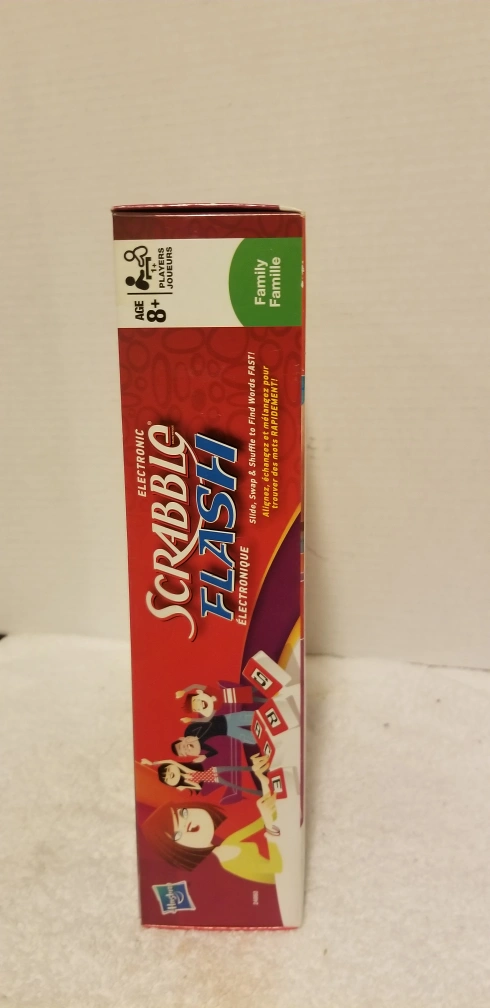 AGE
8+
1+
PLAYERS
JOUEURS
Family
Famille
ELECTRONIC
SCRABBLE®
FLASH
ÉLECTRONIQUE
Slide, Swap & Shuffle to Find Words FAST!
Alignez, échangez et mélangez pour
trouver des mots RAPIDEMENT!
S
R
E
Hasbro